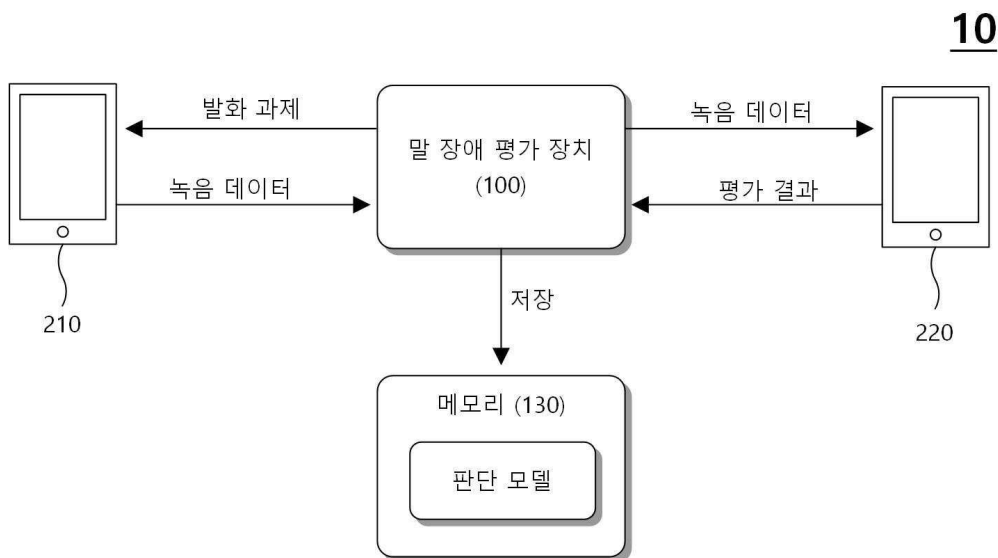 10
발화 과제
녹음 데이터
210
말 장애 평가 장치
(100)
녹음 데이터
평가 결과
220
저장
메모리 (130)
판단 모델